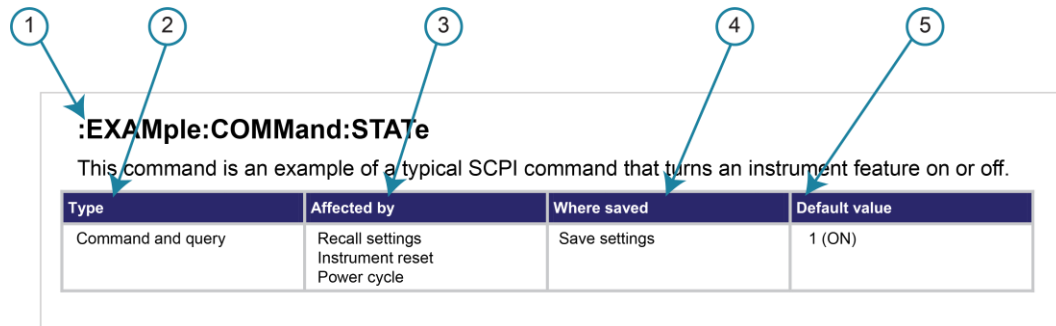 1 2 3 4 5
:EXAMple:COMMand:STATe
This command is an example of a typical SCPI command that turns an instrument feature on or off.
Type Affected by Where saved Default value
Command and query Recall settings Save settings 1 (ON)
Instrument reset
Power cycle